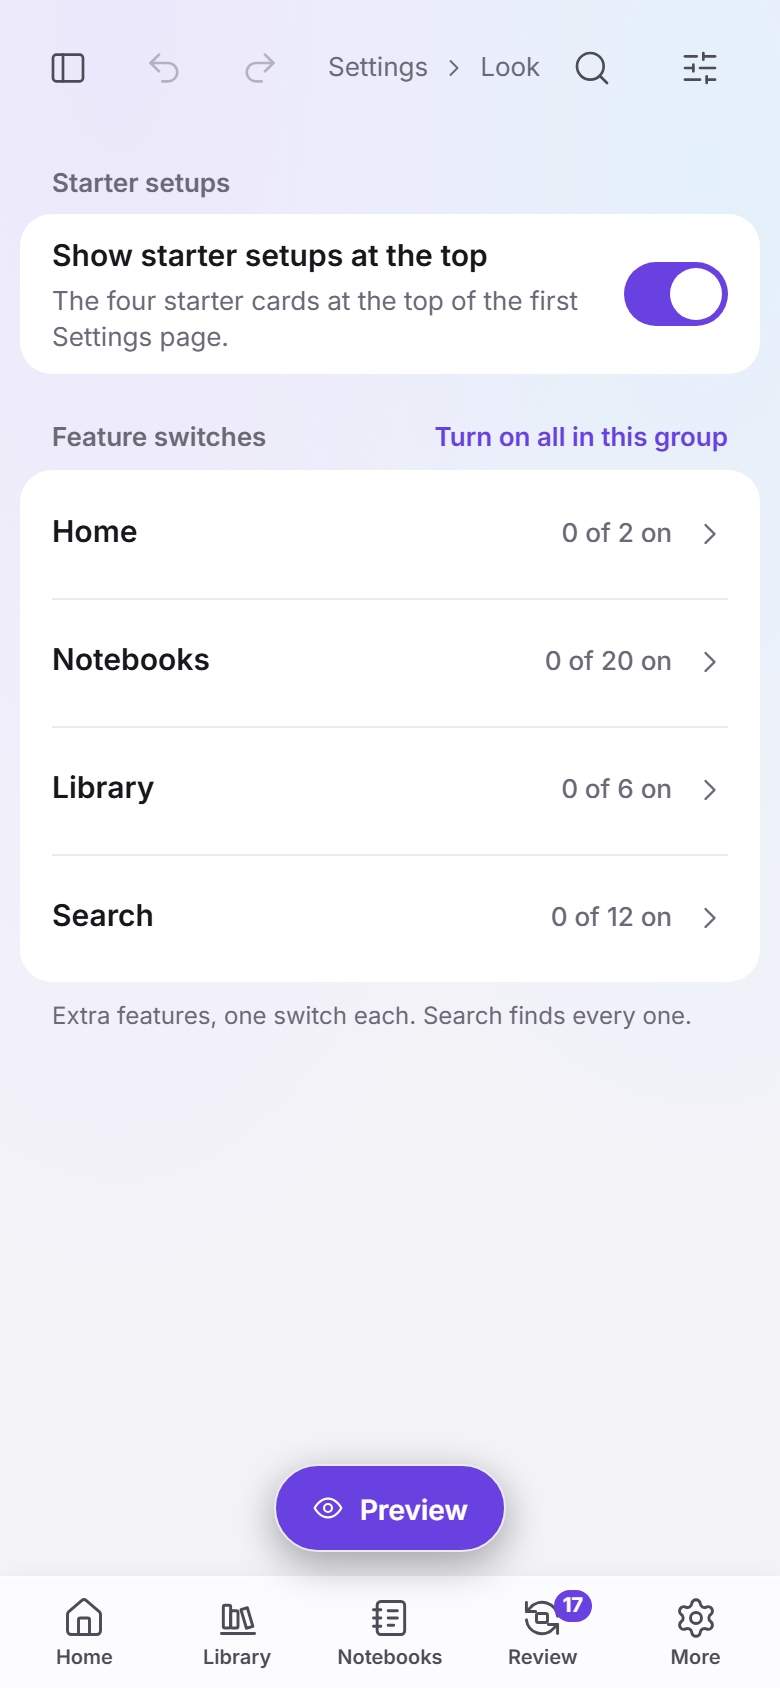 Settings > Look
Starter setups
Show starter setups at the top
The four starter cards at the top of the first
Settings page.
Feature switches
Turn on all in this group
Home
0 of 2 on
Notebooks
0 of 20 on
Library
0 of 6 on
Search
0 of 12 on
Extra features, one switch each. Search finds every one.
Preview
17
Home
Library
Notebooks
Review
More